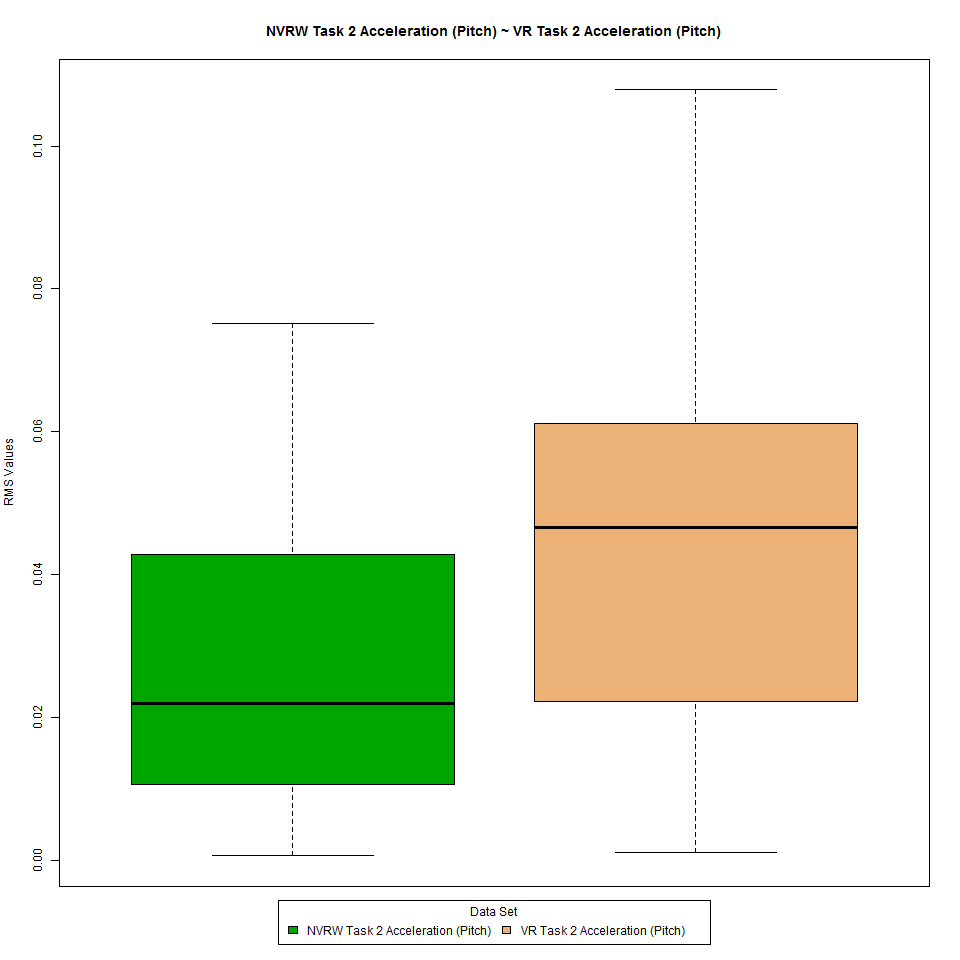 NVRW Task 2 Acceleration (Pitch) ~ VR Task 2 Acceleration (Pitch)
0.10
0.08
0.06
0.04
0.02
0.00
RMS Values
Data Set
NVRW Task 2 Acceleration (Pitch) VR Task 2 Acceleration (Pitch)